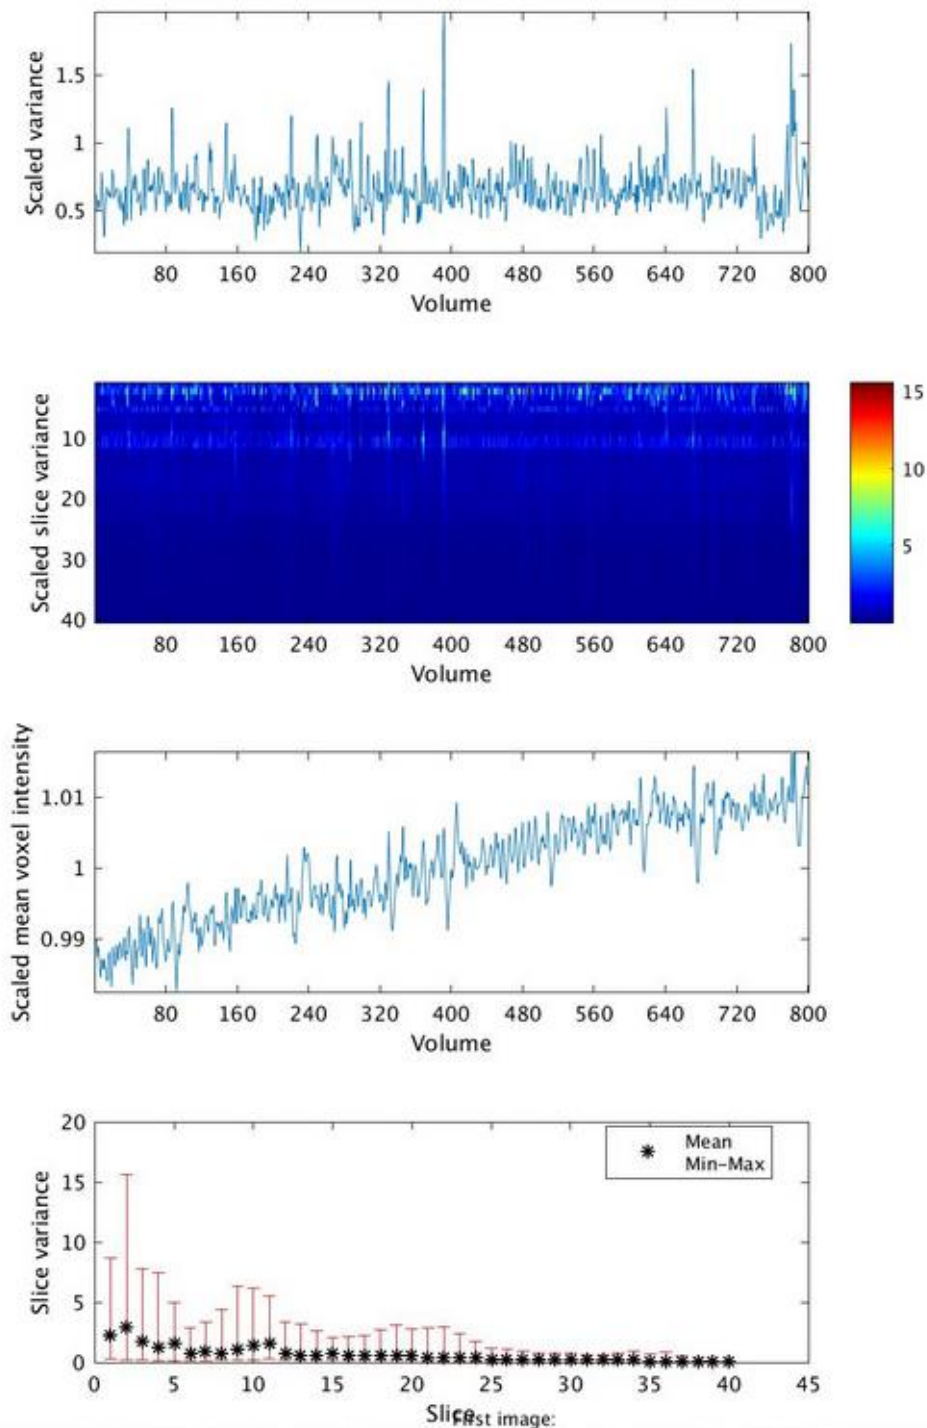 Scaled variance
1.5
1
0.5
80 160 240 320 400 480 560 640 720 800
Volume
Scaled slice variance
10
20
30
40
15
10
5
80 160 240 320 400 480 560 640 720 800
Volume
Scaled mean voxel intensity
1.01
1
0.99
80 160 240 320 400 480 560 640 720 800
Volume
Slice variance
20
15
10
5
0
Mean
Min-Max
0 5 10 15 20 25 30 35 40 45
Slice
First image: